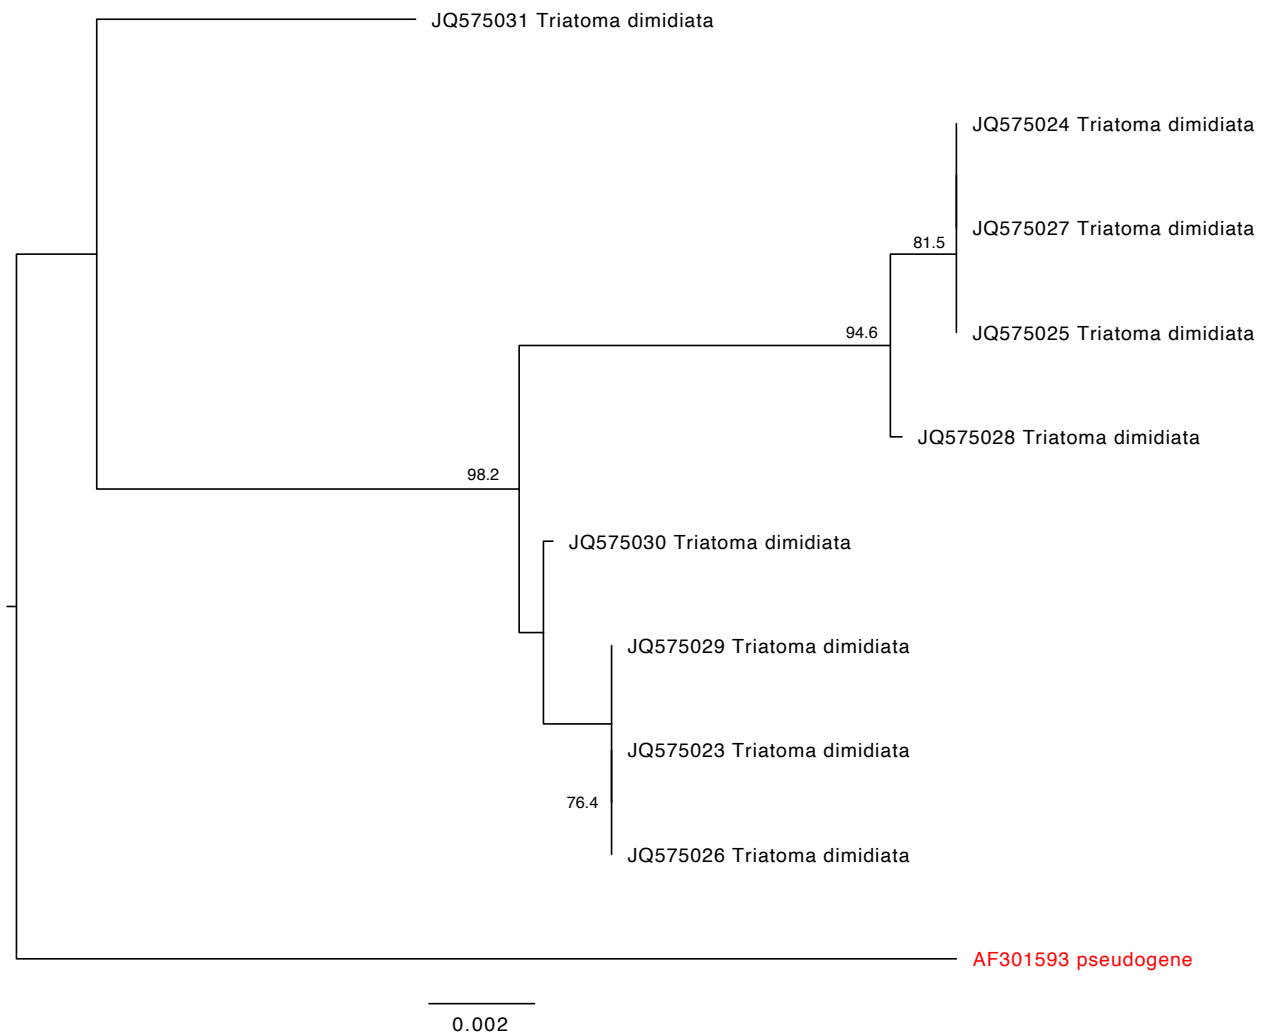 JQ575031 Triatoma dimidiata
JQ575024 Triatoma dimidiata
JQ575027 Triatoma dimidiata
81.5
JQ575025 Triatoma dimidiata
94.6
JQ575028 Triatoma dimidiata
98.2
JQ575030 Triatoma dimidiata
JQ575029 Triatoma dimidiata
JQ575023 Triatoma dimidiata
76.4
JQ575026 Triatoma dimidiata
AF301593 pseudogene
0.002